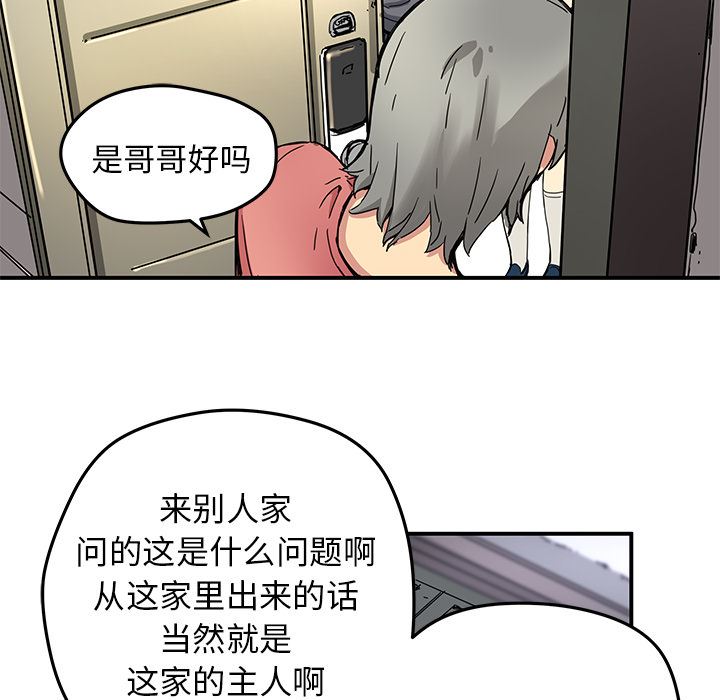 是哥哥好吗
来别人家
问的这是什么问题啊
从这家里出来的话
当然就是
这家的主人啊